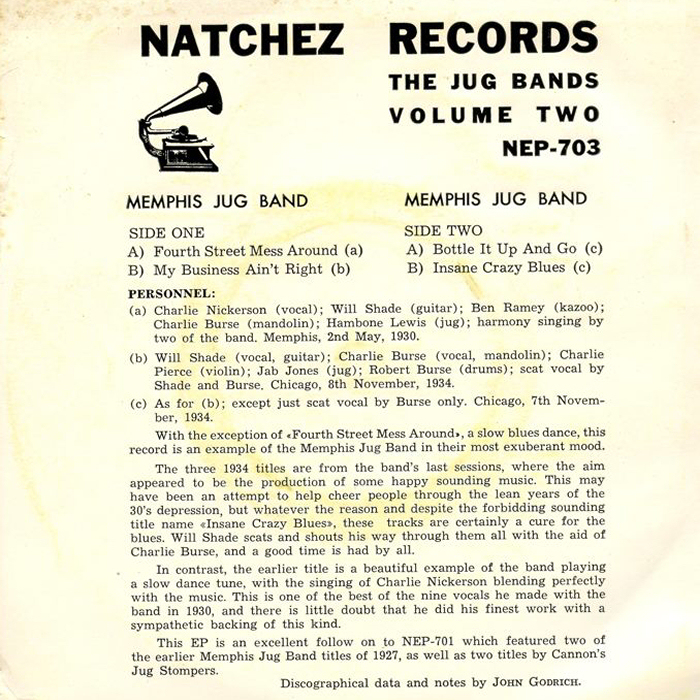 NATCHEZ RECORDS
THE JUG BANDS
VOLUME TWO
NEP-703
MEMPHIS JUG BAND
SIDE ONE
A) Fourth Street Mess Around (a)
B) My Business Ain't Right (b)
MEMPHIS JUG BAND
SIDE TWO
A) Bottle It Up And Go (c)
B) Insane Crazy Blues (c)
PERSONNEL:
(a) Charlie Nickerson (vocal); Will Shade (guitar); Ben Ramey (kazoo);
Charlie Burse (mandolin); Hambone Lewis (jug); harmony singing by
two of the band. Memphis, 2nd May, 1930.
(b) Will Shade (vocal, guitar); Charlie Burse (vocal, mandolin); Charlie
Pierce (violin); Jab Jones (jug); Robert Burse (drums); scat vocal by
Shade and Burse. Chicago, 8th November, 1934.
(c) As for (b); except just scat vocal by Burse only. Chicago, 7th Novem-
ber, 1934.
With the exception of «Fourth Street Mess Around», a slow blues dance, this
record is an example of the Memphis Jug Band in their most exuberant mood.
The three 1934 titles are from the band's last sessions, where the aim
appeared to be the production of some happy sounding music. This may
have been an attempt to help cheer people through the lean years of the
30's depression, but whatever the reason and despite the forbidding sounding
title name «Insane Crazy Blues», these tracks are certainly a cure for the
blues. Will Shade scats and shouts his way through them all with the aid of
Charlie Burse, and a good time is had by all.
In contrast, the earlier title is a beautiful example of the band playing
a slow dance tune, with the singing of Charlie Nickerson blending perfectly
with the music. This is one of the best of the nine vocals he made with the
band in 1930, and there is little doubt that he did his finest work with a
sympathetic backing of this kind.
This EP is an excellent follow on to NEP-701 which featured two of
the earlier Memphis Jug Band titles of 1927, as well as two titles by Cannon's
Jug Stompers.
Discographical data and notes by JOHN GODRICH.